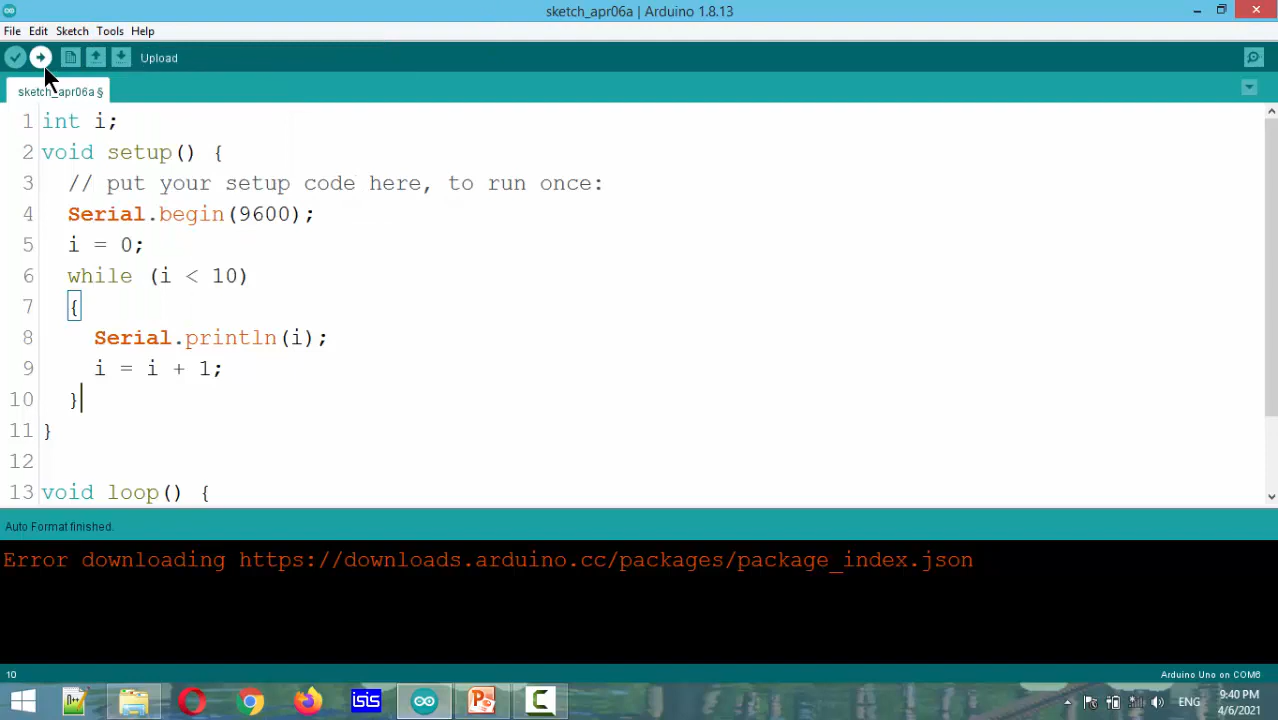 sketch_apr06a | Arduino 1.8.13
File Edit Sketch Tools Help
Upload
sketch_apr06a §
1 int i;
2 void setup() {
3 // put your setup code here, to run once:
4 Serial.begin(9600);
5 i = 0;
6 while (i < 10)
7 {
8 Serial.println(i);
9 i = i + 1;
10 }
11 }
12
13 void loop() {
Auto Format finished.
Error downloading https://downloads.arduino.cc/packages/package_index.json
10
Arduino Uno on COM6
isis
ENG
9:40 PM
4/6/2021